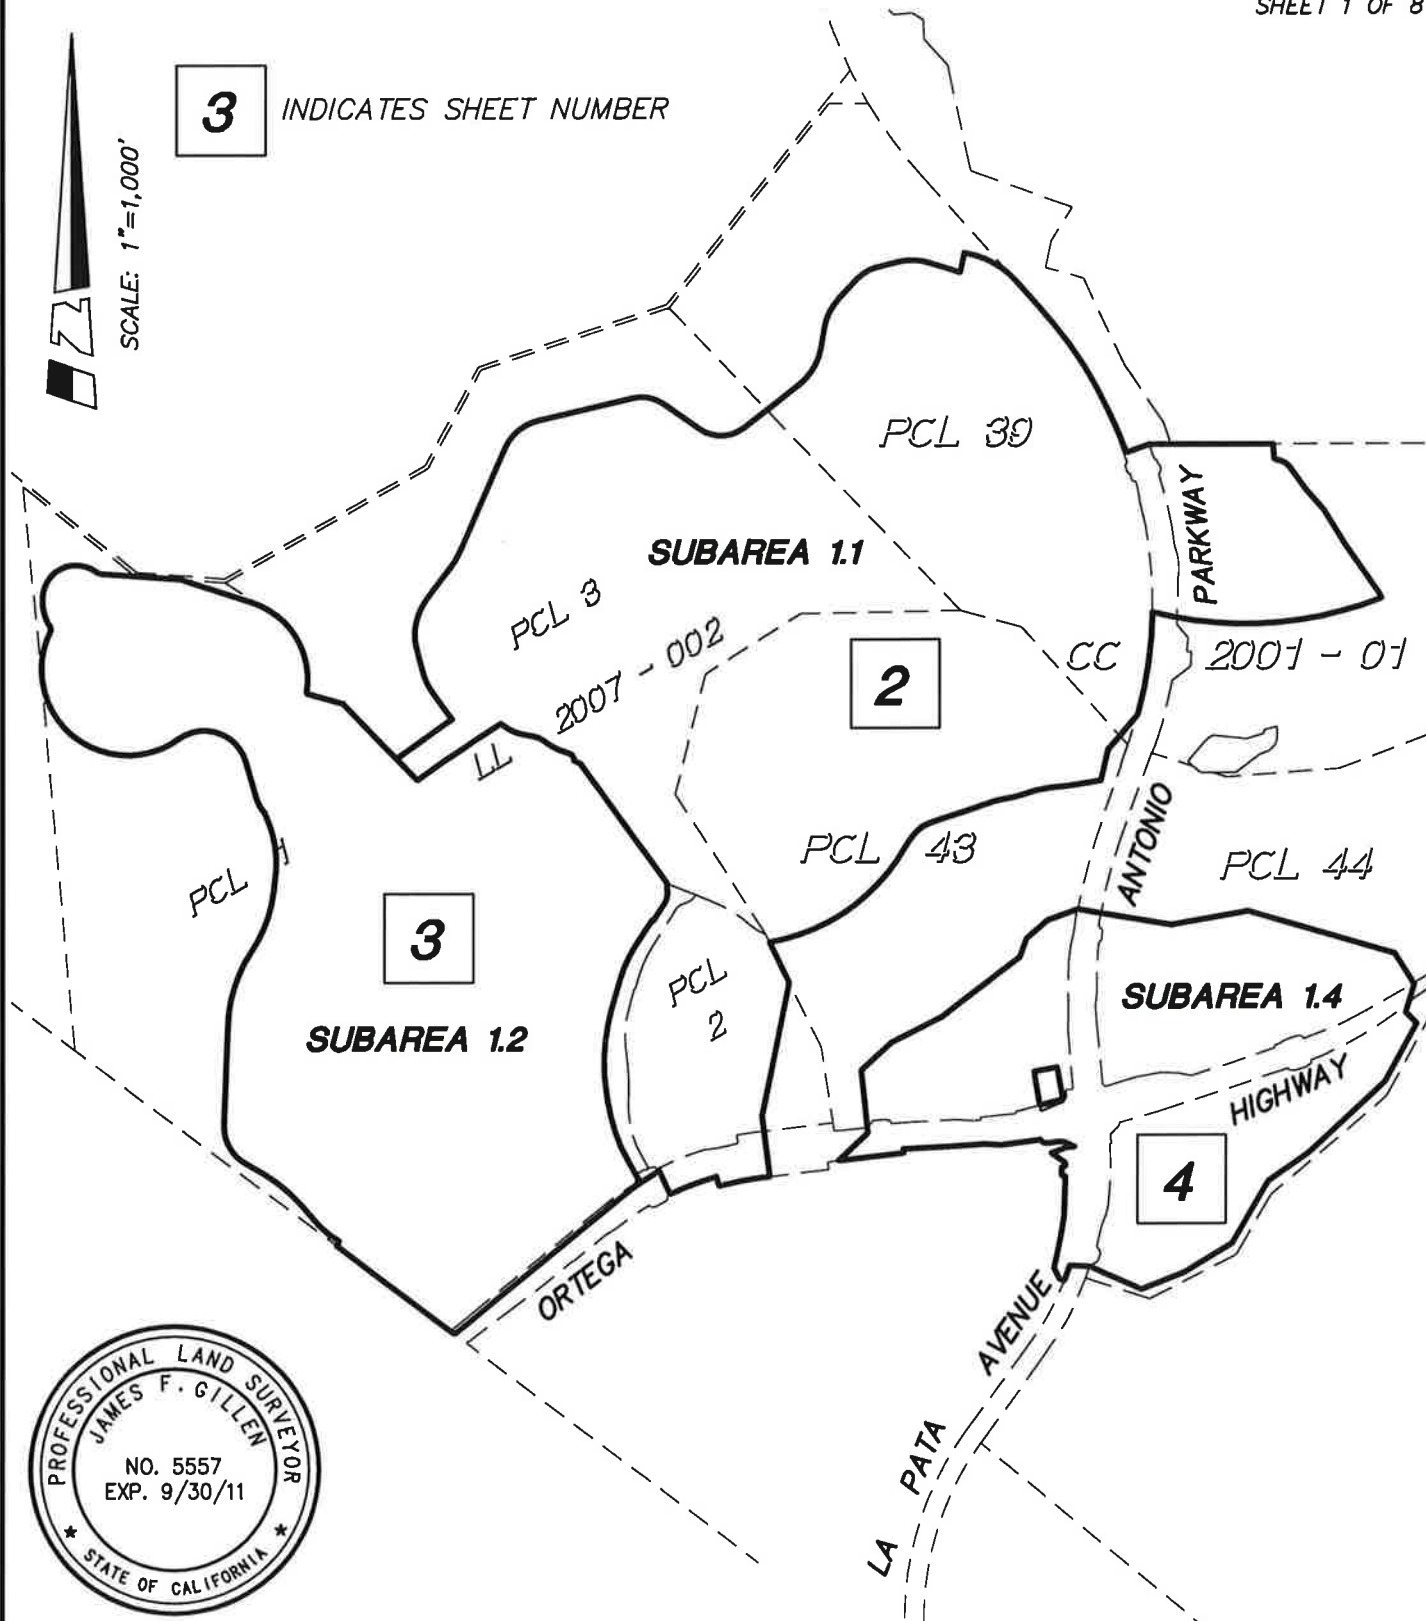 SHEET 1 OF 8
3 INDICATES SHEET NUMBER
SCALE: 1"=1,000'
PCL 39
PARKWAY
SUBAREA 1.1
PCL 3
LL 2007 - 002
2
CC 2001 - 01
PCL 43
ANTONIO
PCL 44
PCL 1
3
SUBAREA 1.2
PCL
2
SUBAREA 1.4
HIGHWAY
4
ORTEGA
LA PATA AVENUE
PROFESSIONAL LAND SURVEYOR
JAMES F. GILLEN
NO. 5557
EXP. 9/30/11
★ STATE OF CALIFORNIA ★